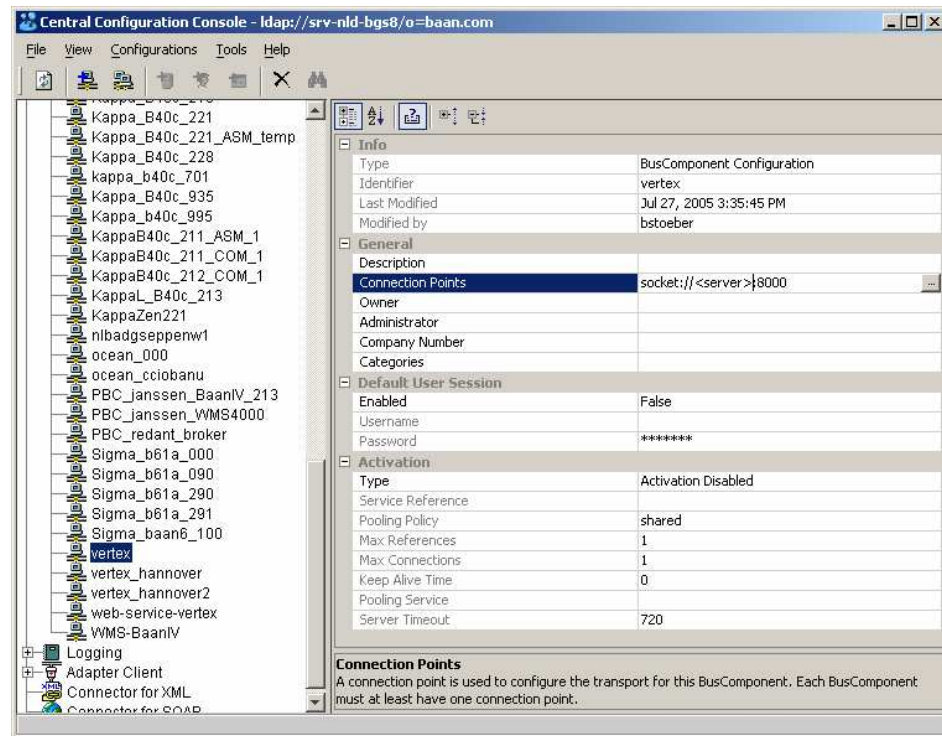 Central Configuration Console - ldap://srv-nld-bgs8/o=baan.com
File View Configurations Tools Help
Kappa_B40c_221
Kappa_B40c_221_ASM_temp
Kappa_B40c_228
kappa_b40c_701
Kappa_B40c_935
Kappa_b40c_995
KappaB40c_211_ASM_1
KappaB40c_211_COM_1
KappaB40c_212_COM_1
KappaL_B40c_213
KappaZen221
nlbadgseppenw1
ocean_000
ocean_cciobanu
PBC_janssen_BaanIV_213
PBC_janssen_WMS4000
PBC_redant_broker
Sigma_b61a_000
Sigma_b61a_090
Sigma_b61a_290
Sigma_b61a_291
Sigma_baan6_100
vertex
vertex_hannover
vertex_hannover2
web-service-vertex
WMS-BaanIV
Logging
Adapter Client
Connector for XML
Connector for SOAP
Info
Type BusComponent Configuration
Identifier vertex
Last Modified Jul 27, 2005 3:35:45 PM
Modified by bstoeber
General
Description
Connection Points socket://<server>:8000 ...
Owner
Administrator
Company Number
Categories
Default User Session
Enabled False
Username
Password *******
Activation
Type Activation Disabled
Service Reference
Pooling Policy shared
Max References 1
Max Connections 1
Keep Alive Time 0
Pooling Service
Server Timeout 720
Connection Points
A connection point is used to configure the transport for this BusComponent. Each BusComponent
must at least have one connection point.